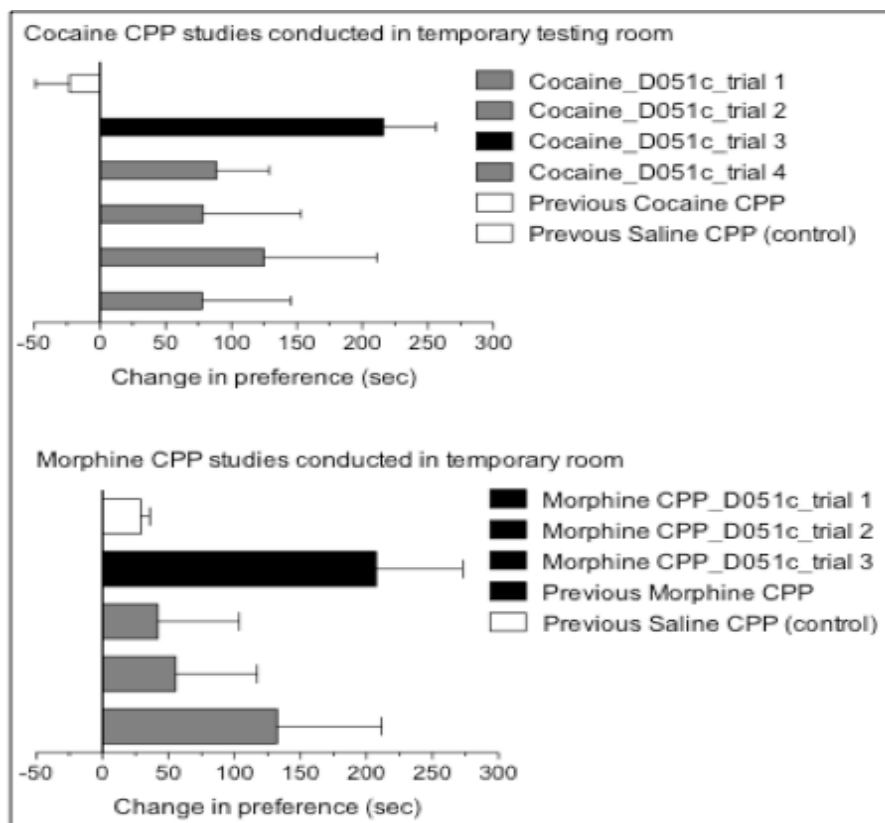 Cocaine CPP studies conducted in temporary testing room
Cocaine_D051c_trial 1
Cocaine_D051c_trial 2
Cocaine_D051c_trial 3
Cocaine_D051c_trial 4
Previous Cocaine CPP
Prevous Saline CPP (control)
-50 0 50 100 150 200 250 300
Change in preference (sec)
Morphine CPP studies conducted in temporary room
Morphine CPP_D051c_trial 1
Morphine CPP_D051c_trial 2
Morphine CPP_D051c_trial 3
Previous Morphine CPP
Previous Saline CPP (control)
-50 0 50 100 150 200 250 300
Change in preference (sec)